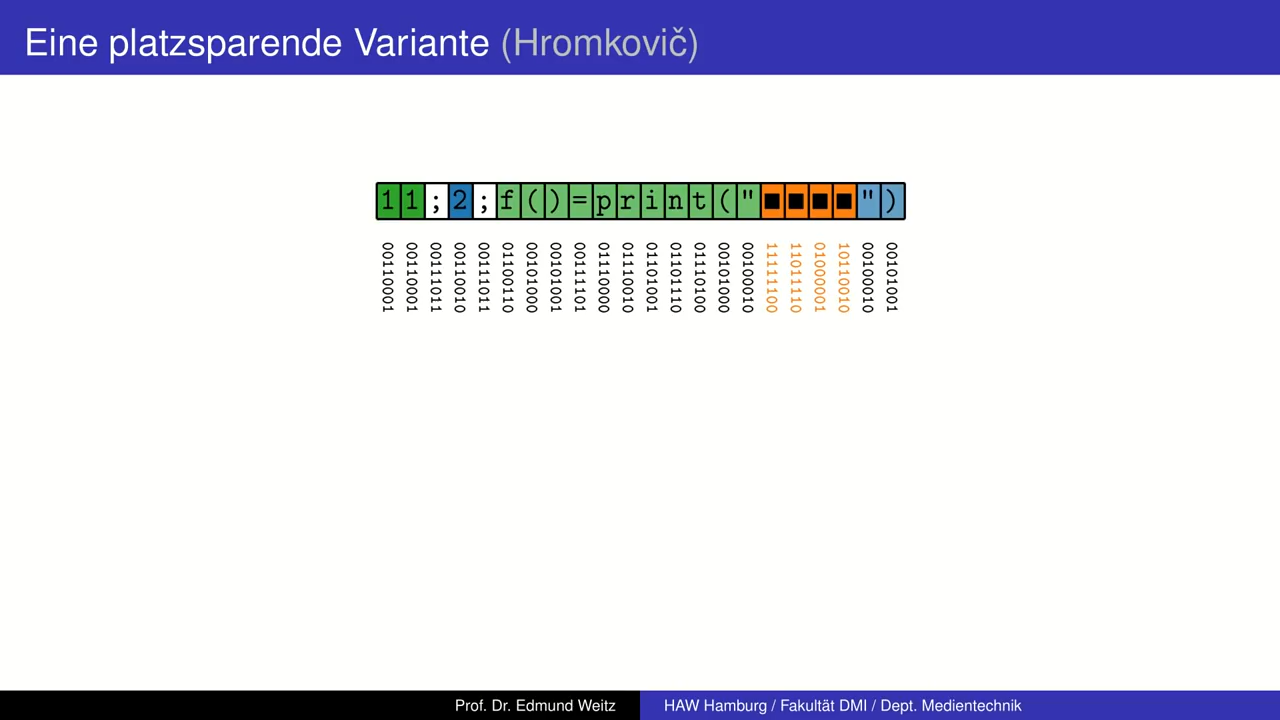 Eine platzsparende Variante (Hromkovič)
11;2;f()=print("■■■■")
00110001 00110001 00111011 00110010 00111011 01100110 00101000 00101001 00111101 01110000 01110010 01101001 01101110 01110100 00101000 00100010 11111100 11011110 01000001 10110010 00100010 00101001
Prof. Dr. Edmund Weitz HAW Hamburg / Fakultät DMI / Dept. Medientechnik